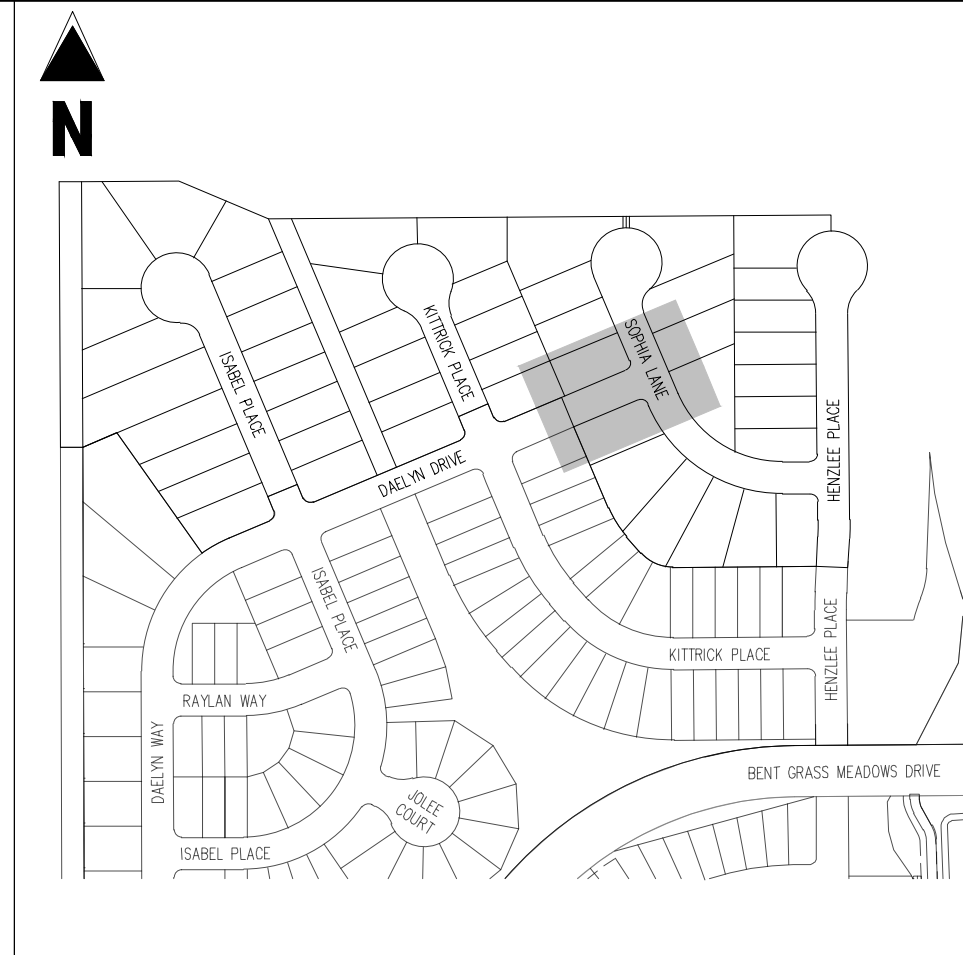 N
SOPHIA LANE
KITTRICK PLACE
ISABEL PLACE
HENZLEE PLACE
DAELYN DRIVE
ISABEL PLACE
HENZLEE PLACE
KITTRICK PLACE
RAYLAN WAY
DAELYN WAY
BENT GRASS MEADOWS DRIVE
JOLEE
COURT
ISABEL PLACE